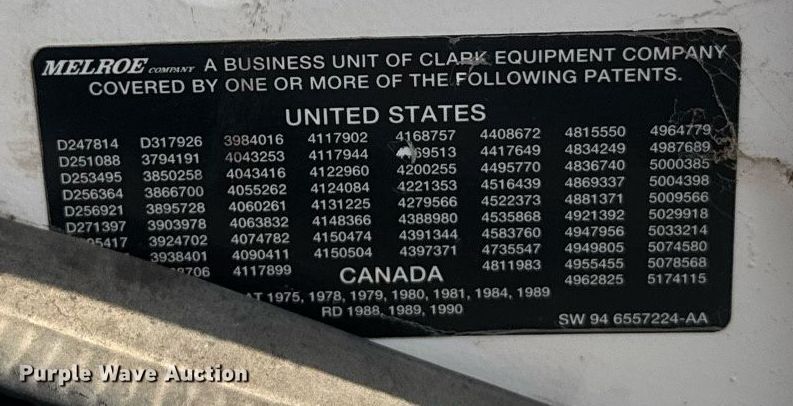 MELROE COMPANY A BUSINESS UNIT OF CLARK EQUIPMENT COMPANY
COVERED BY ONE OR MORE OF THE FOLLOWING PATENTS.
UNITED STATES
D247814 D317926 3984016 4117902 4168757 4408672 4815550 4964779
D251088 3794191 4043253 4117944 69513 4417649 4834249 4987689
D253495 3850258 4043416 4122960 4200255 4495770 4836740 5000385
D256364 3866700 4055262 4124084 4221353 4516439 4869337 5004398
D256921 3895728 4060261 4131225 4279566 4522373 4881371 5009566
D271397 3903978 4063832 4148366 4388980 4535868 4921392 5029918
5417 3924702 4074782 4150474 4391344 4583760 4947956 5033214
3938401 4090411 4150504 4397371 4735547 4949805 5074580
8706 4117899 4811983 4955455 5078568
4962825 5174115
CANADA
AT 1975, 1978, 1979, 1980, 1981, 1984, 1989
RD 1988, 1989, 1990
SW 94 6557224-AA
Purple Wave Auction